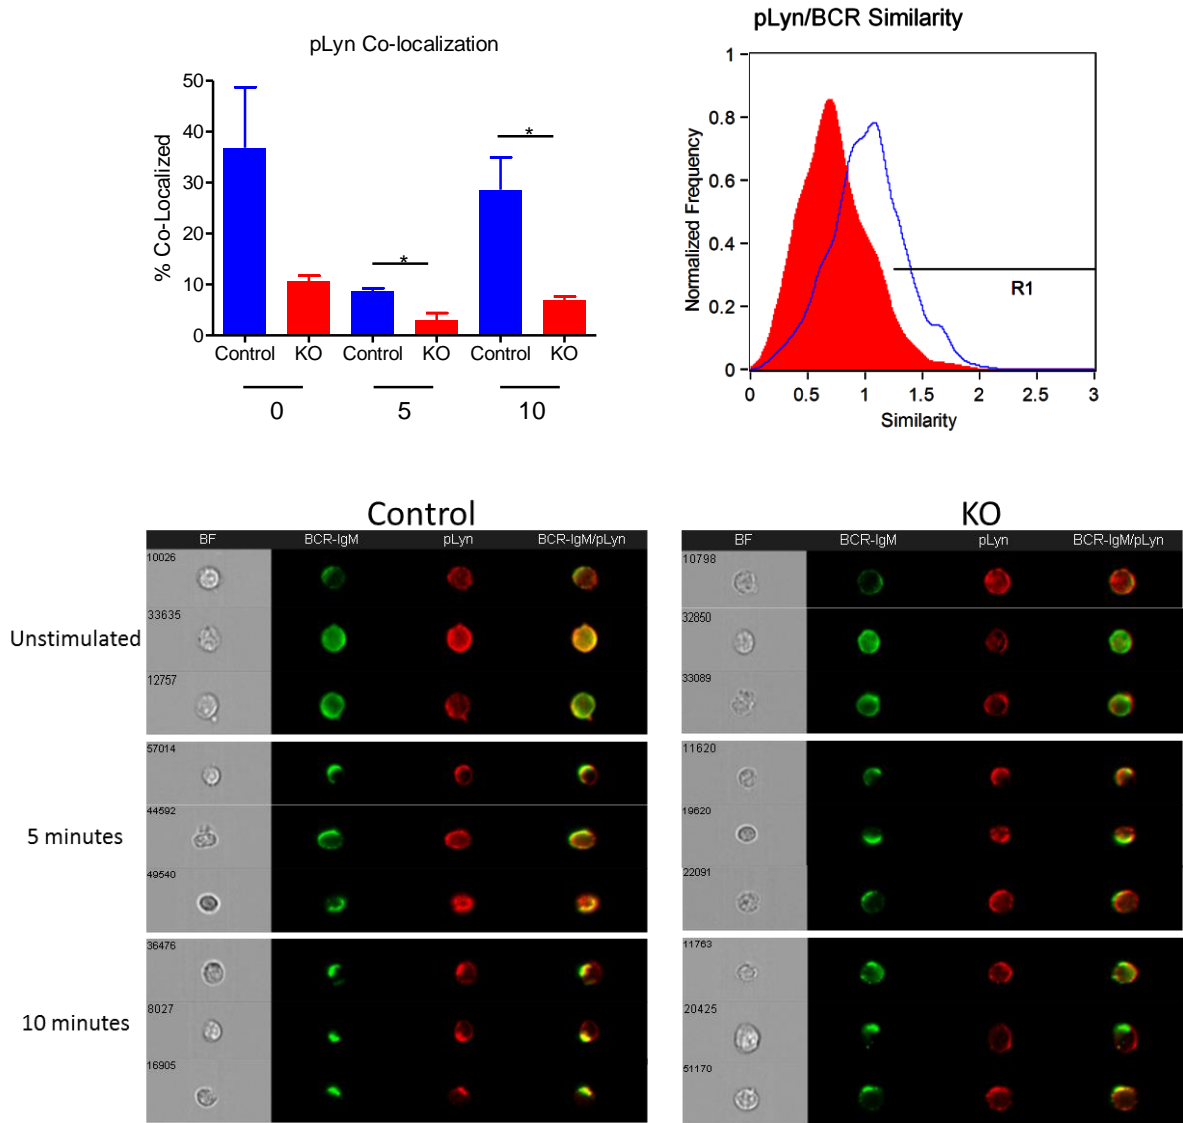 pLyn Co-localization
% Co-Localized
50
40
30
20
10
0
Control KO Control KO Control KO
0 5 10
pLyn/BCR Similarity
Normalized Frequency
1
0.8
0.6
0.4
0.2
0
R1
0 0.5 1 1.5 2 2.5 3
Similarity
Control
BF BCR-IgM pLyn BCR-IgM/pLyn
Unstimulated
10026
33635
12757
5 minutes
57014
44592
49540
10 minutes
36476
8027
16905
KO
BF BCR-IgM pLyn BCR-IgM/pLyn
10798
32850
33089
11620
19620
22091
11763
20425
51170